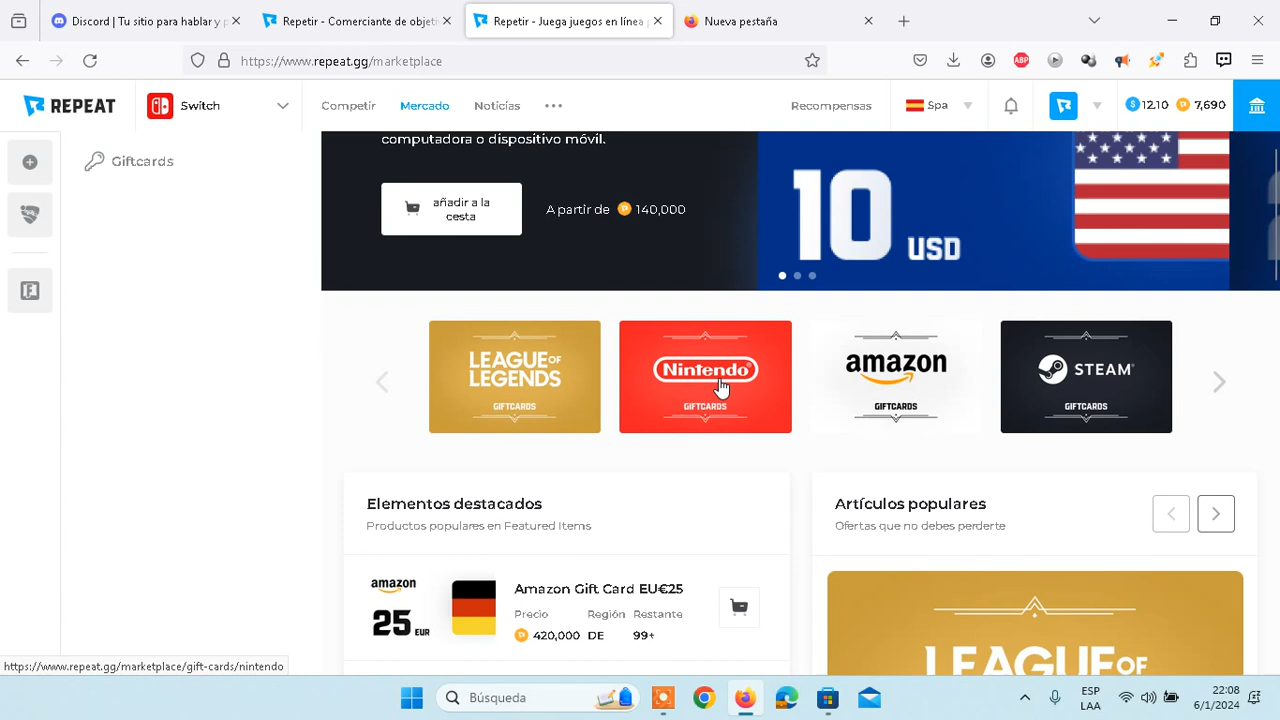 Discord | Tu sitio para hablar y p
Repetir - Comerciante de objet
Repetir - Juega juegos en línea p
Nueva pestaña
https://www.repeat.gg/marketplace
ABP
REPEAT
Switch
Competir
Mercado
Notícias
Recompensas
Spa
$ 12.10
7,690
Giftcards
computadora o dispositivo móvil.
añadir a la
cesta
A partir de 140,000
10 USD
LEAGUE OF
LEGENDS
GIFTCARDS
Nintendo®
GIFTCARDS
amazon
GIFTCARDS
STEAM™
GIFTCARDS
Elementos destacados
Productos populares en Featured Items
Artículos populares
Ofertas que no debes perderte
amazon
25 EUR
Amazon Gift Card EU€25
Precio Región Restante
420,000 DE 99+
LEAGUE OF
https://www.repeat.gg/marketplace/gift-cards/nintendo
Búsqueda
ESP
LAA
22:08
6/1/2024